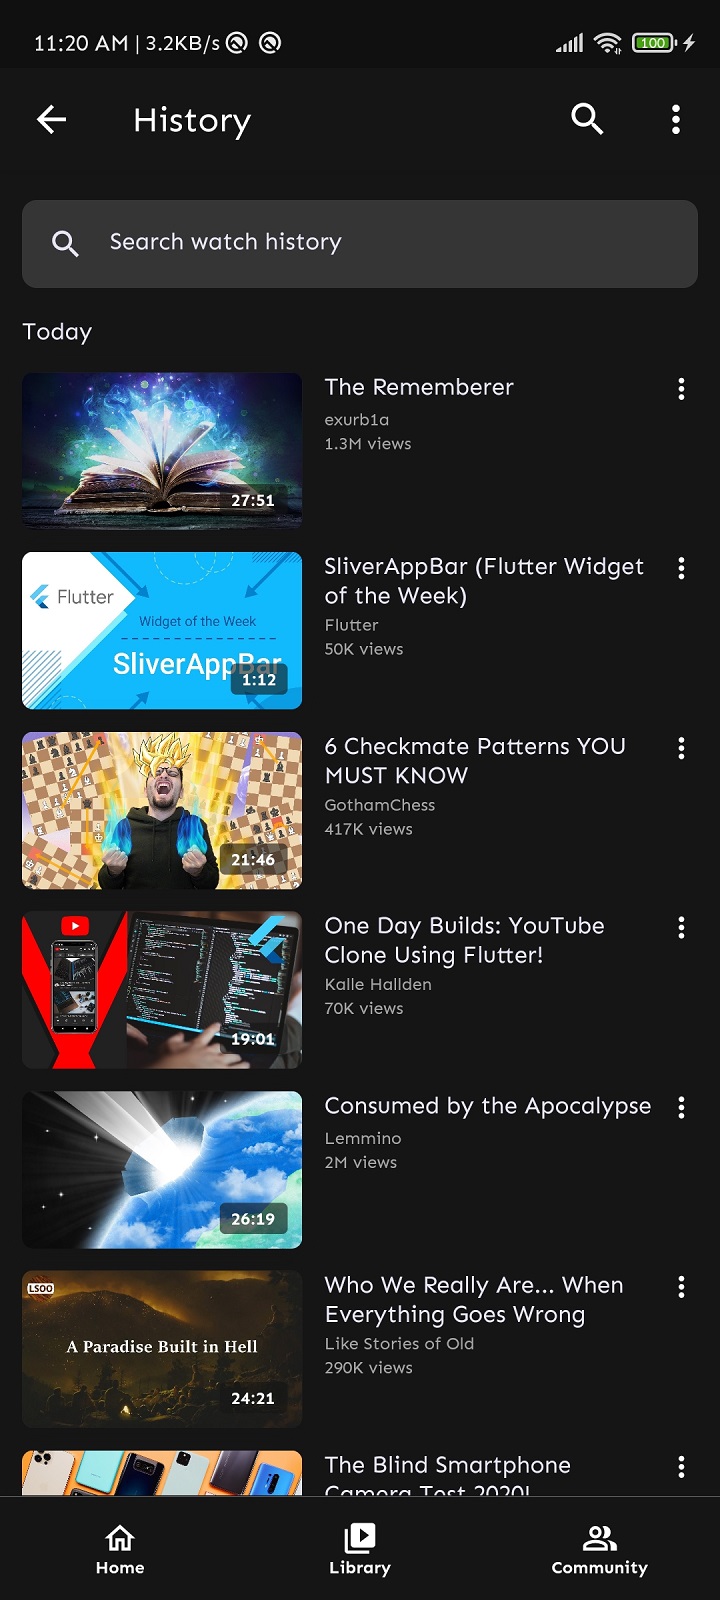 11:20 AM | 3.2KB/s
100
History
Search watch history
Today
The Rememberer
exurb1a
1.3M views
27:51
SliverAppBar (Flutter Widget
of the Week)
Flutter
50K views
Flutter
Widget of the Week
SliverAppBar
1:12
6 Checkmate Patterns YOU
MUST KNOW
GothamChess
417K views
21:46
One Day Builds: YouTube
Clone Using Flutter!
Kalle Hallden
70K views
19:01
Consumed by the Apocalypse
Lemmino
2M views
26:19
Who We Really Are... When
Everything Goes Wrong
Like Stories of Old
290K views
LSOO
A Paradise Built in Hell
24:21
The Blind Smartphone
Camera Test 2020!
Home
Library
Community